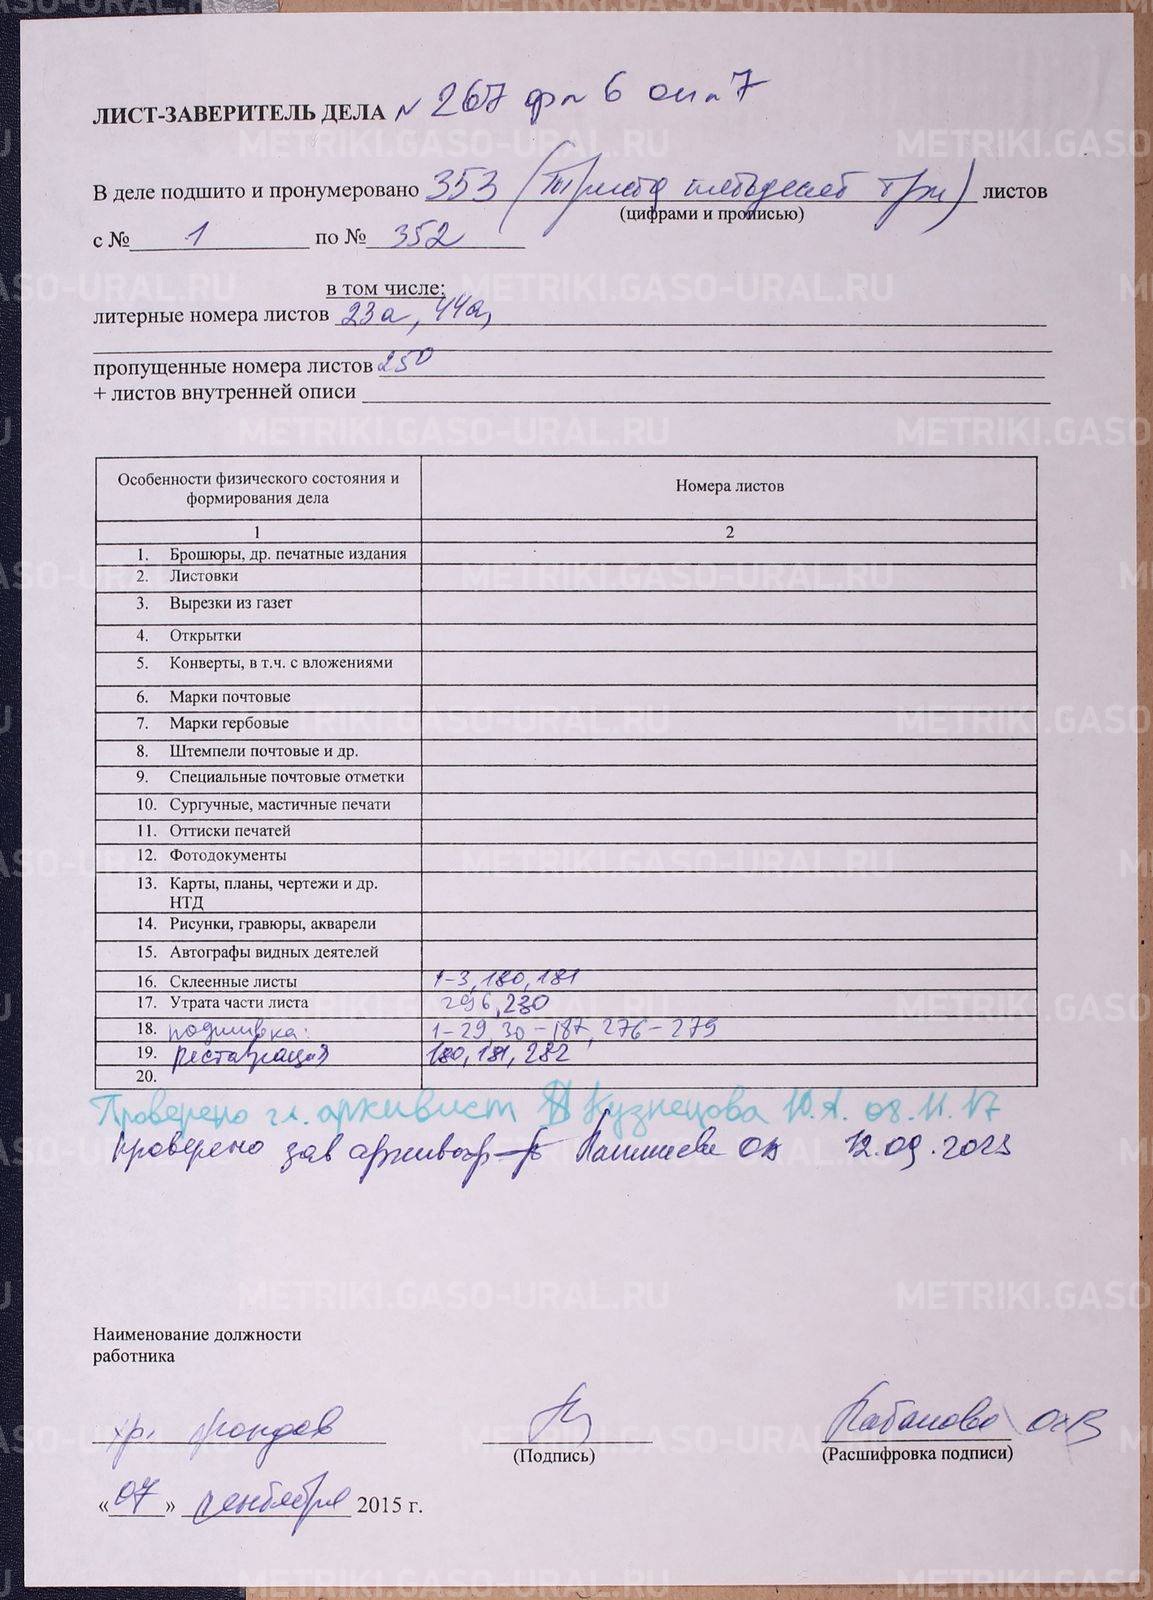 ЛИСТ-ЗАВЕРИТЕЛЬ ДЕЛА № 267 ф № 6 оп № 7
В деле подшито и пронумеровано 353 (Триста пятьдесят три) листов
(цифрами и прописью)
с № 1 по № 352
в том числе:
литерные номера листов 23а, 44а,
пропущенные номера листов 250
+ листов внутренней описи
Особенности физического состояния и формирования дела Номера листов
1 2
1. Брошюры, др. печатные издания
2. Листовки
3. Вырезки из газет
4. Открытки
5. Конверты, в т.ч. с вложениями
6. Марки почтовые
7. Марки гербовые
8. Штемпели почтовые и др.
9. Специальные почтовые отметки
10. Сургучные, мастичные печати
11. Оттиски печатей
12. Фотодокументы
13. Карты, планы, чертежи и др. НТД
14. Рисунки, гравюры, акварели
15. Автографы видных деятелей
16. Склеенные листы 1-3, 180, 181
17. Утрата части листа 296, 230
18. подшивка: 1-29, 30-187, 276-279
19. реставрация 180, 181, 282
20.
Проверено гл. архивист Кузнецова Ю.А. 08.11.17
Проверено зав архивохр 12.09.2023
Наименование должности
работника
хр. фондов
(Подпись) (Расшифровка подписи)
«07» сентября 2015 г.
METRIKI.GASO-URAL.RU